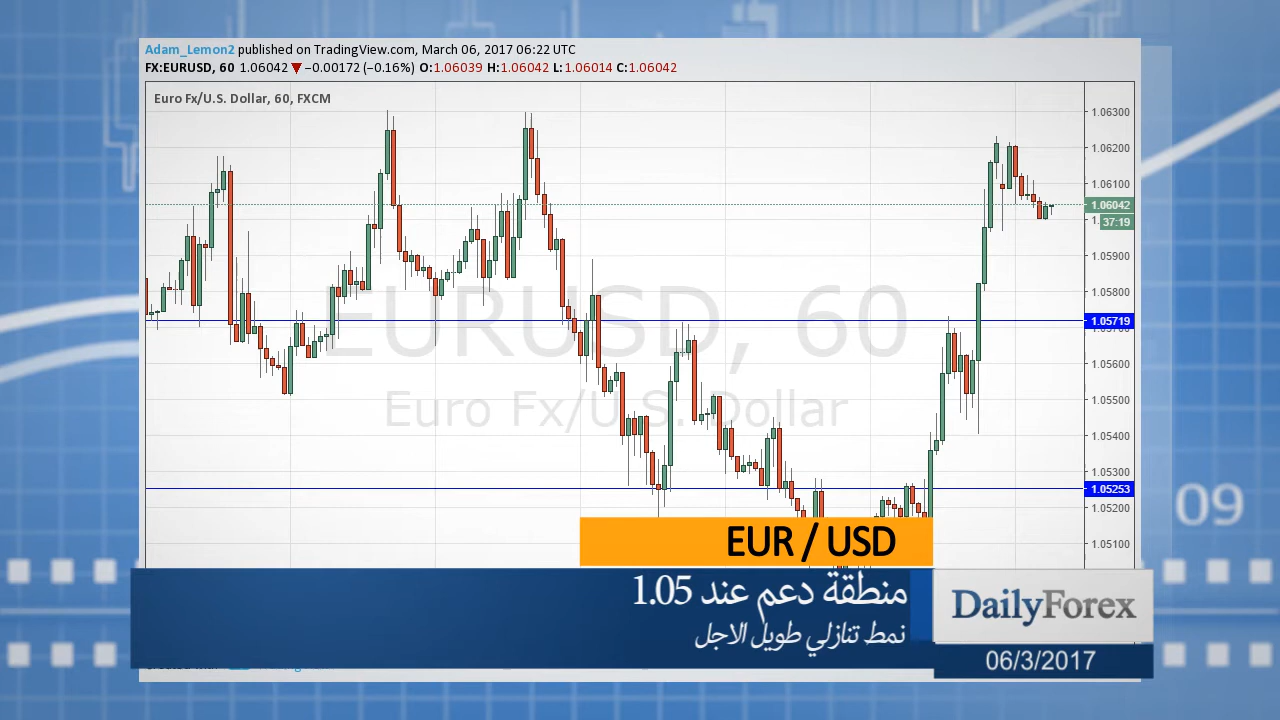 Adam_Lemon2 published on TradingView.com, March 06, 2017 06:22 UTC
FX:EURUSD, 60 1.06042 ▼ −0.00172 (−0.16%) O:1.06039 H:1.06042 L:1.06014 C:1.06042
Euro Fx/U.S. Dollar, 60, FXCM
1.06300
1.06200
1.06100
1.06042
37:19
1.05900
1.05800
1.05719
EURUSD, 60
1.05600
Euro Fx/U.S. Dollar
1.05500
1.05400
1.05300
1.05253
1.05200
09
1.05100
EUR / USD
منطقة دعم عند 1.05
نمط تنازلي طويل الاجل
DailyForex
06/3/2017